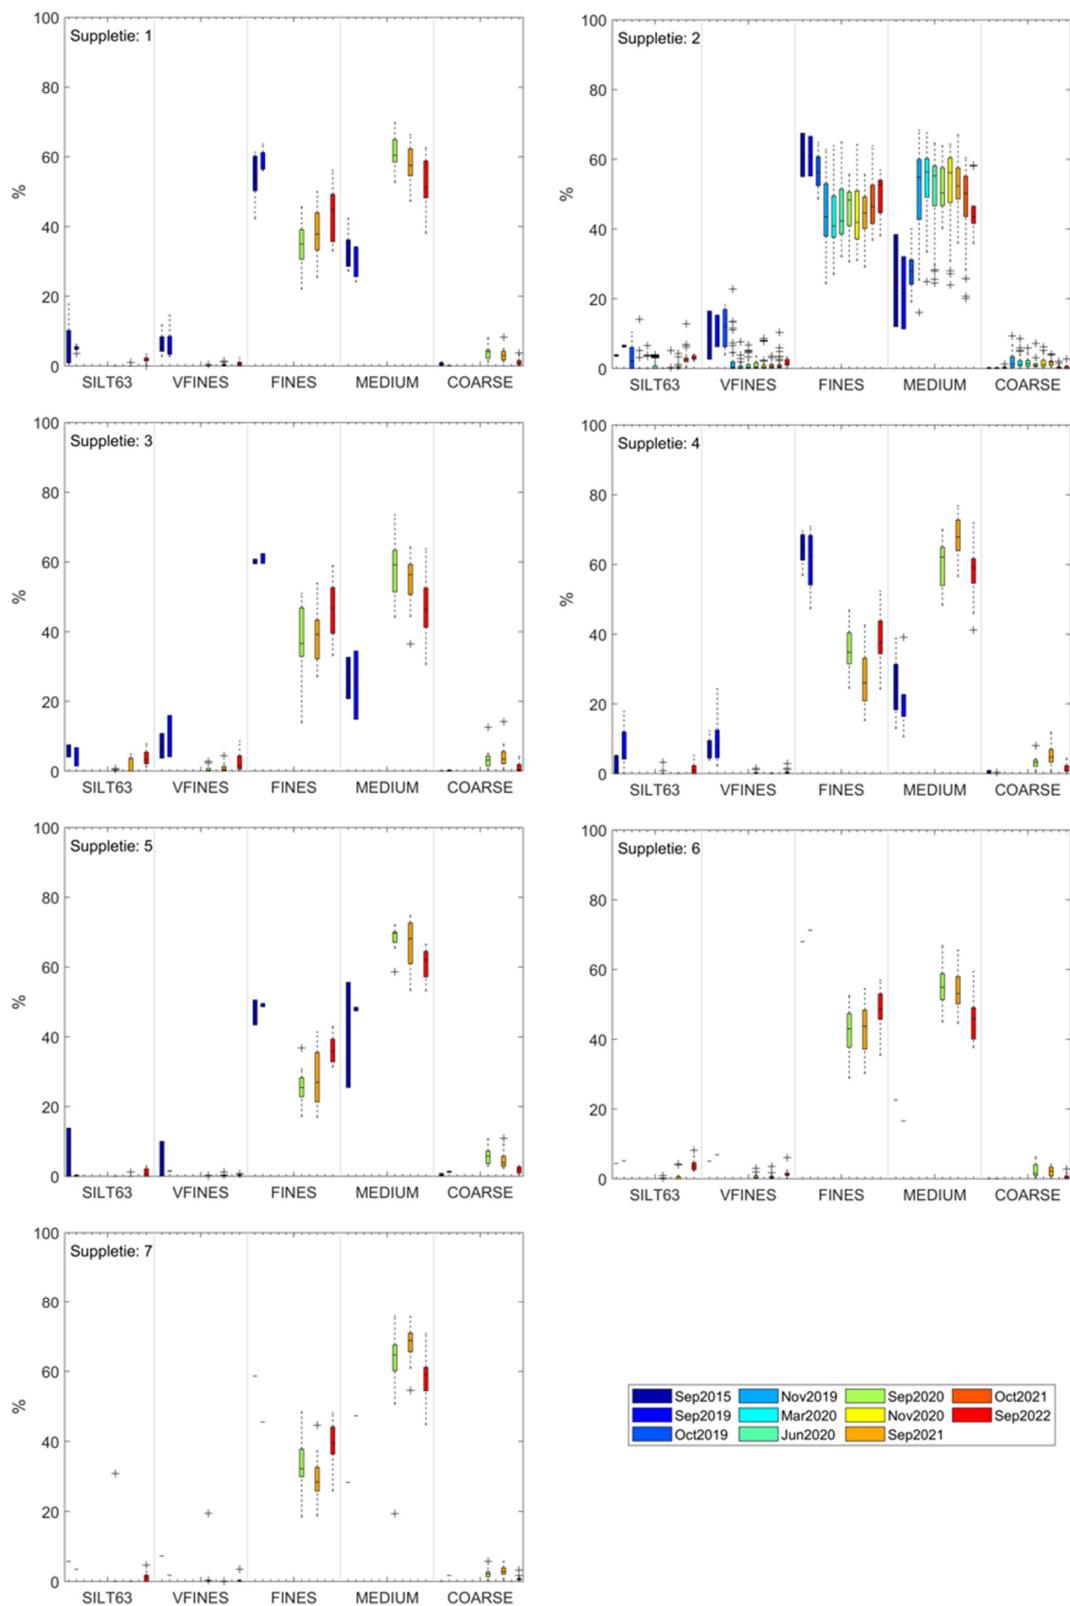 Suppletie: 1
100
80
60
40
20
0
%
SILT63 VFINES FINES MEDIUM COARSE
Suppletie: 2
100
80
60
40
20
0
%
SILT63 VFINES FINES MEDIUM COARSE
Suppletie: 3
100
80
60
40
20
0
%
SILT63 VFINES FINES MEDIUM COARSE
Suppletie: 4
100
80
60
40
20
0
%
SILT63 VFINES FINES MEDIUM COARSE
Suppletie: 5
100
80
60
40
20
0
%
SILT63 VFINES FINES MEDIUM COARSE
Suppletie: 6
100
80
60
40
20
0
%
SILT63 VFINES FINES MEDIUM COARSE
Suppletie: 7
100
80
60
40
20
0
%
SILT63 VFINES FINES MEDIUM COARSE
Sep2015 Nov2019 Sep2020 Oct2021
Sep2019 Mar2020 Nov2020 Sep2022
Oct2019 Jun2020 Sep2021